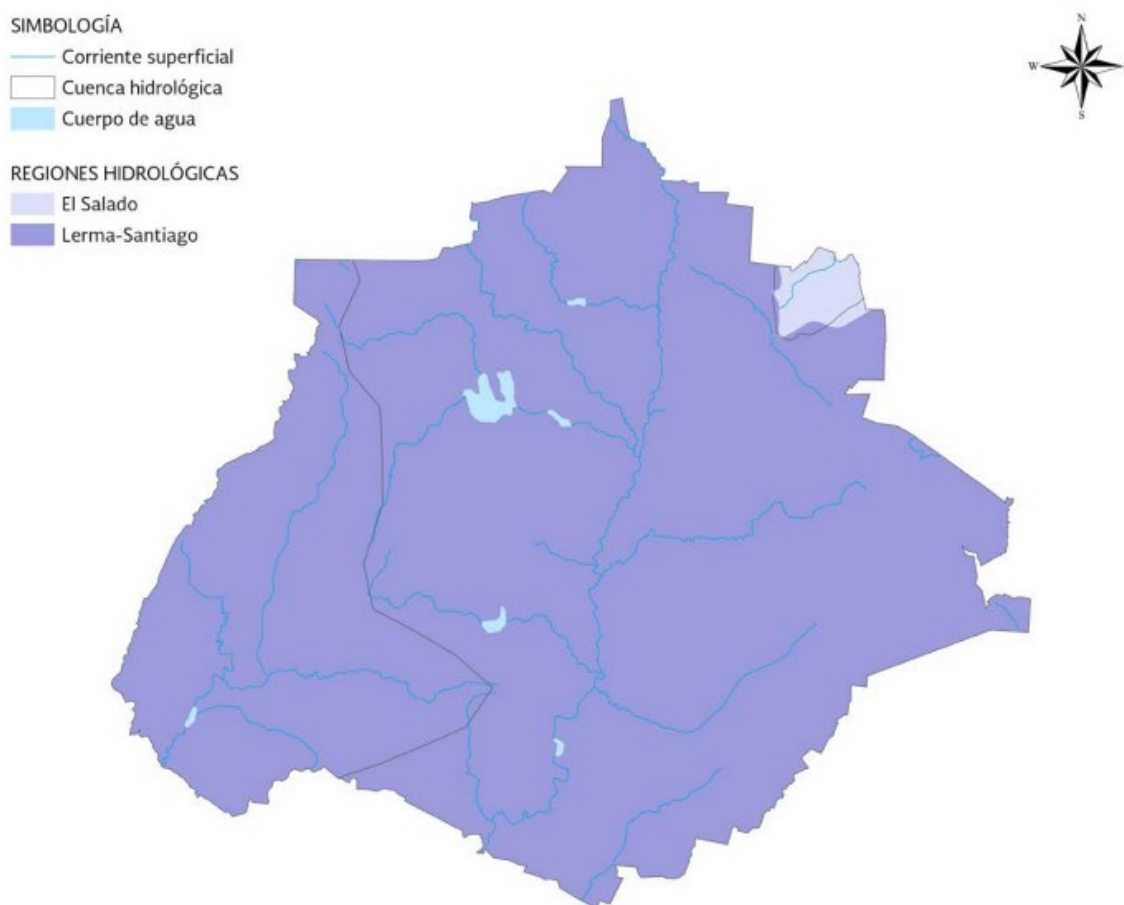 SIMBOLOGÍA
Corriente superficial
Cuenca hidrológica
Cuerpo de agua
REGIONES HIDROLÓGICAS
El Salado
Lerma-Santiago
N
W
S